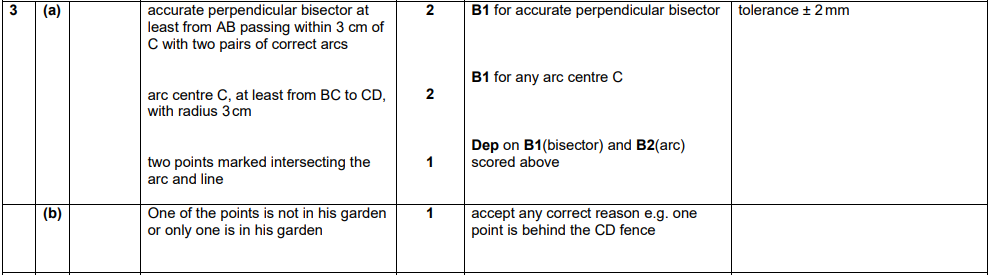 3 (a) accurate perpendicular bisector at 2 B1 for accurate perpendicular bisector tolerance ± 2 mm
least from AB passing within 3 cm of
C with two pairs of correct arcs
B1 for any arc centre C
arc centre C, at least from BC to CD, 2
with radius 3 cm
Dep on B1(bisector) and B2(arc)
two points marked intersecting the 1 scored above
arc and line
(b) One of the points is not in his garden 1 accept any correct reason e.g. one
or only one is in his garden point is behind the CD fence